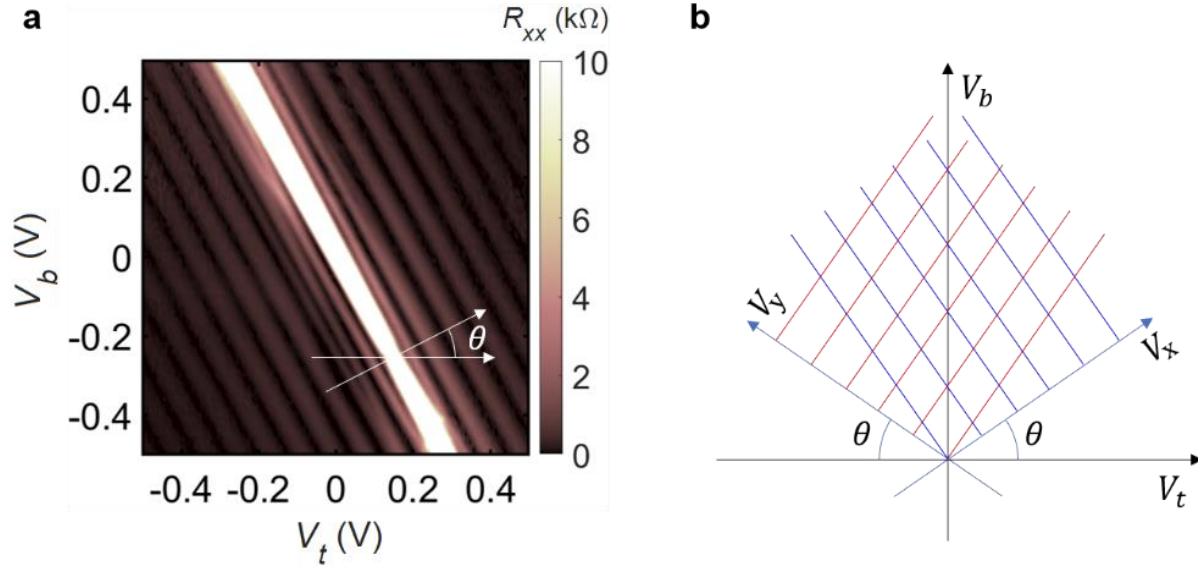 a
R_xx (kΩ)
10
8
6
4
2
0
V_b (V)
0.4
0.2
0
-0.2
-0.4
θ
-0.4 -0.2 0 0.2 0.4
V_t (V)
b
V_b
V_y
V_x
θ θ
V_t